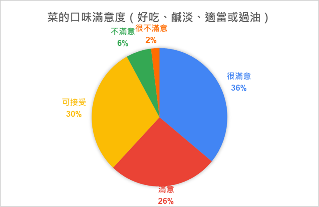 菜的口味滿意度（好吃、鹹淡、適當或過油）
很不滿意
2%
不滿意
6%
很滿意
36%
可接受
30%
滿意
26%